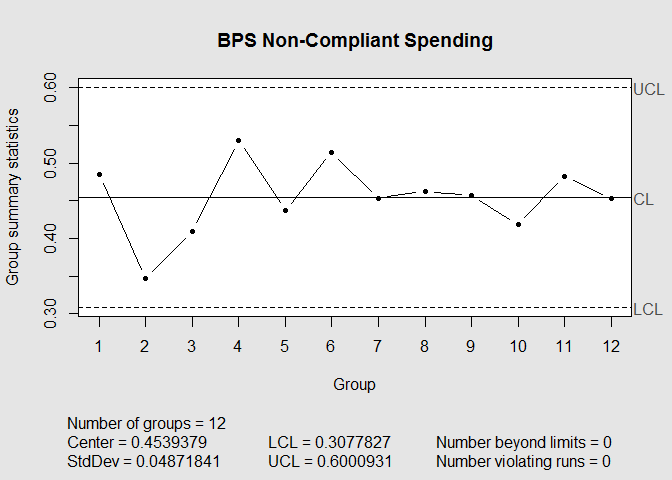 BPS Non-Compliant Spending
Group summary statistics
0.60
0.50
0.40
0.30
UCL
CL
LCL
1 2 3 4 5 6 7 8 9 10 11 12
Group
Number of groups = 12
Center = 0.4539379 LCL = 0.3077827 Number beyond limits = 0
StdDev = 0.04871841 UCL = 0.6000931 Number violating runs = 0